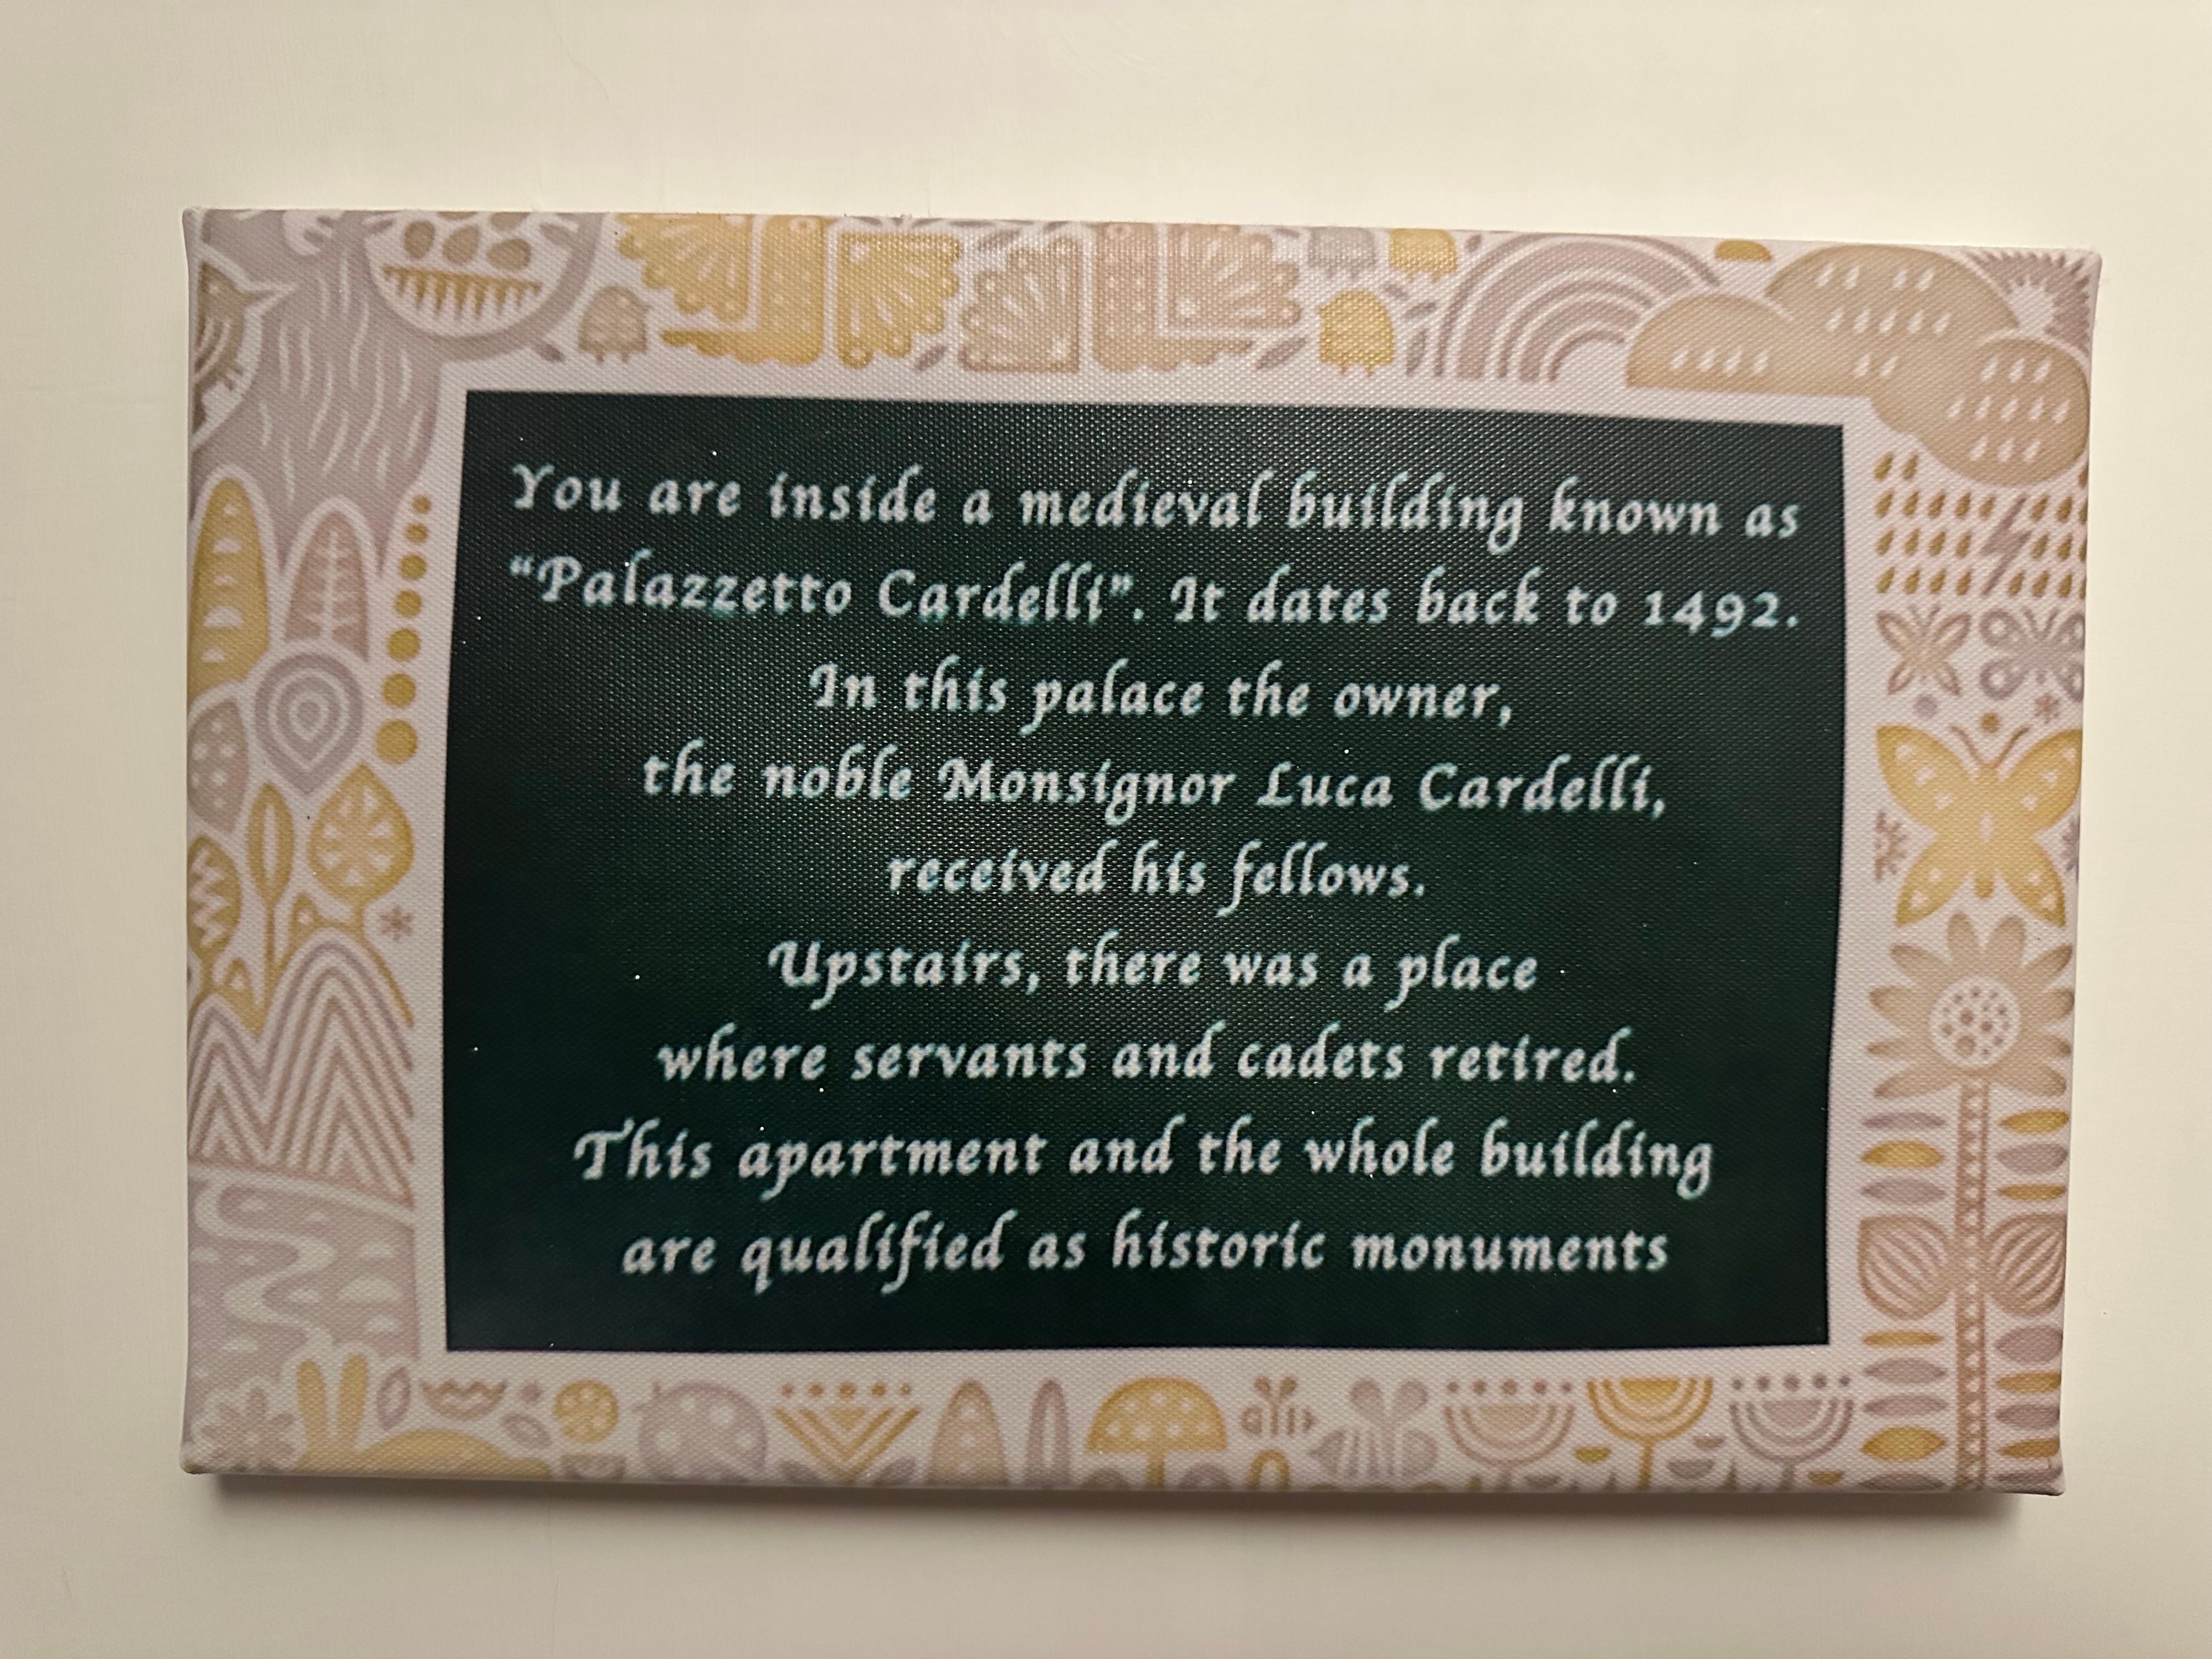 You are inside a medieval building known as
“Palazzetto Cardelli”. It dates back to 1492.
In this palace the owner,
the noble Monsignor Luca Cardelli,
received his fellows.
Upstairs, there was a place
where servants and cadets retired.
This apartment and the whole building
are qualified as historic monuments